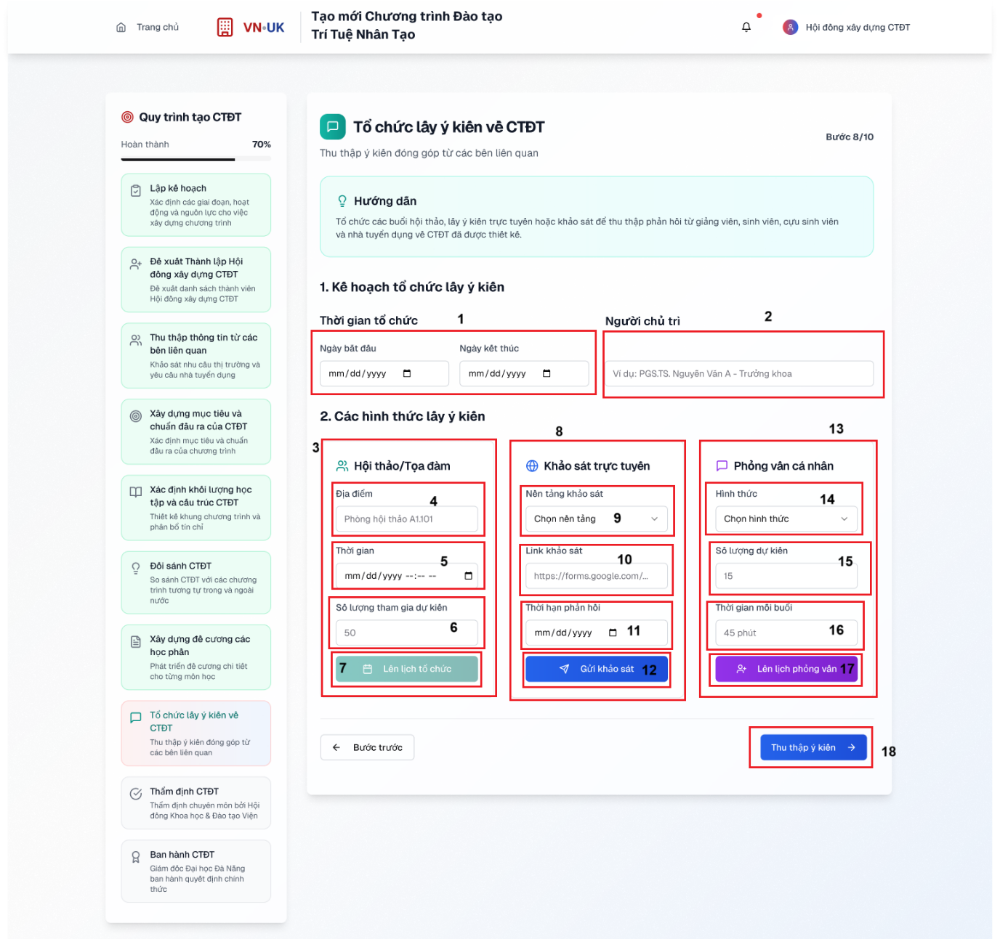 Trang chủ
VN-UK
Tạo mới Chương trình Đào tạo
Trí Tuệ Nhân Tạo
Hội đồng xây dựng CTĐT
Quy trình tạo CTĐT
Hoàn thành 70%
Lập kế hoạch
Xác định các giai đoạn, hoạt
động và nguồn lực cho việc
xây dựng chương trình
Đề xuất Thành lập Hội
đồng xây dựng CTĐT
Đề xuất danh sách thành viên
Hội đồng xây dựng CTĐT
Thu thập thông tin từ các
bên liên quan
Khảo sát nhu cầu thị trường và
yêu cầu nhà tuyển dụng
Xây dựng mục tiêu và
chuẩn đầu ra của CTĐT
Xác định mục tiêu và chuẩn
đầu ra của chương trình
Xác định khối lượng học
tập và cấu trúc CTĐT
Thiết kế khung chương trình và
phân bổ tín chỉ
Đối sánh CTĐT
So sánh CTĐT với các chương
trình tương tự trong và ngoài
nước
Xây dựng đề cương các
học phần
Phát triển đề cương chi tiết
cho từng môn học
Tổ chức lấy ý kiến về
CTĐT
Thu thập ý kiến đóng góp từ
các bên liên quan
Thẩm định CTĐT
Thẩm định chuyên môn bởi Hội
đồng Khoa học & Đào tạo Viện
Ban hành CTĐT
Giám đốc Đại học Đà Nẵng
ban hành quyết định chính
thức
Tổ chức lấy ý kiến về CTĐT
Bước 8/10
Thu thập ý kiến đóng góp từ các bên liên quan
Hướng dẫn
Tổ chức các buổi hội thảo, lấy ý kiến trực tuyến hoặc khảo sát để thu thập phản hồi từ giảng viên, sinh viên, cựu sinh viên
và nhà tuyển dụng về CTĐT đã được thiết kế.
1. Kế hoạch tổ chức lấy ý kiến
Thời gian tổ chức 1
Ngày bắt đầu Ngày kết thúc
mm/dd/yyyy mm/dd/yyyy
Người chủ trì 2
Ví dụ: PGS.TS. Nguyễn Văn A - Trưởng khoa
2. Các hình thức lấy ý kiến
3
Hội thảo/Tọa đàm
Địa điểm 4
Phòng hội thảo A1.101
Thời gian 5
mm/dd/yyyy --:-- --
Số lượng tham gia dự kiến
50 6
7 Lên lịch tổ chức
8
Khảo sát trực tuyến
Nền tảng khảo sát
Chọn nền tảng 9
Link khảo sát 10
https://forms.google.com/...
Thời hạn phản hồi
mm/dd/yyyy 11
Gửi khảo sát 12
13
Phỏng vấn cá nhân
Hình thức 14
Chọn hình thức
Số lượng dự kiến 15
15
Thời gian mỗi buổi
45 phút 16
Lên lịch phỏng vấn 17
Bước trước
Thu thập ý kiến 18